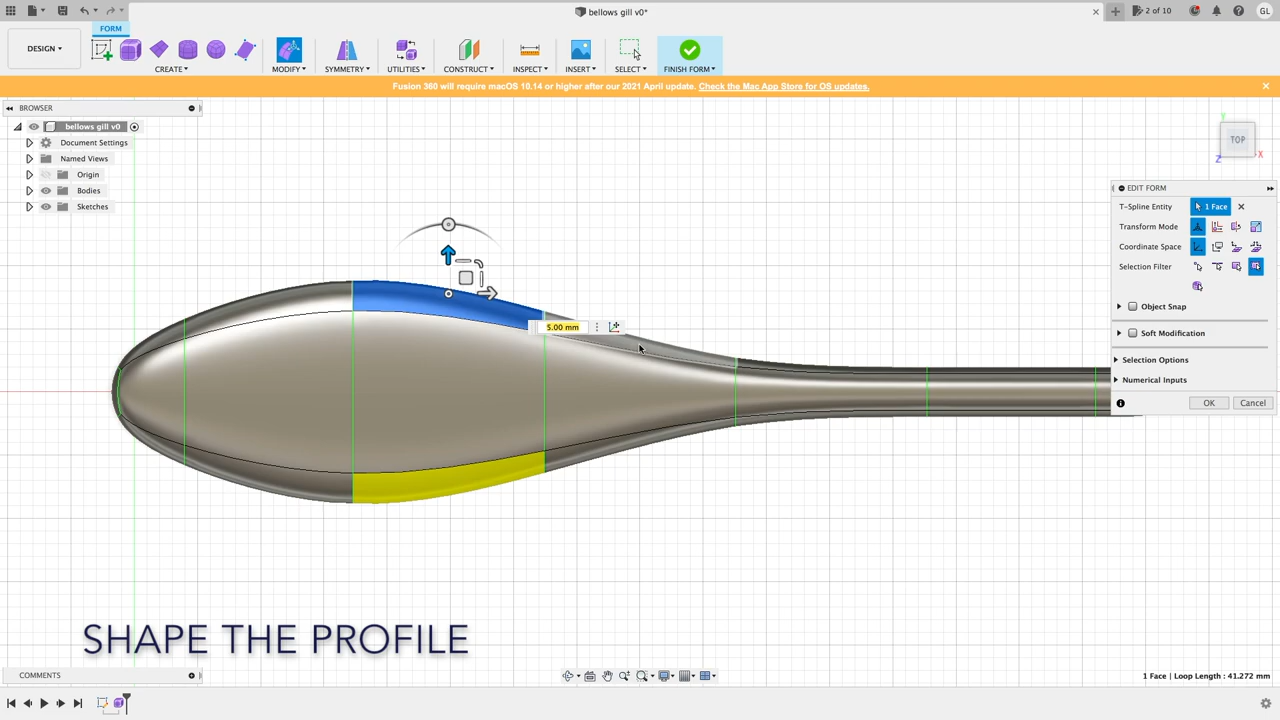 bellows gill v0*
2 of 10
GL
DESIGN
FORM
CREATE
MODIFY
SYMMETRY
UTILITIES
CONSTRUCT
INSPECT
INSERT
SELECT
FINISH FORM
Fusion 360 will require macOS 10.14 or higher after our 2021 April update. Check the Mac App Store for OS updates.
BROWSER
bellows gill v0
Document Settings
Named Views
Origin
Bodies
Sketches
Y
TOP
X
Z
EDIT FORM
T-Spline Entity
1 Face
Transform Mode
Coordinate Space
Selection Filter
Object Snap
Soft Modification
Selection Options
Numerical Inputs
OK
Cancel
5.00 mm
SHAPE THE PROFILE
COMMENTS
1 Face | Loop Length : 41.272 mm